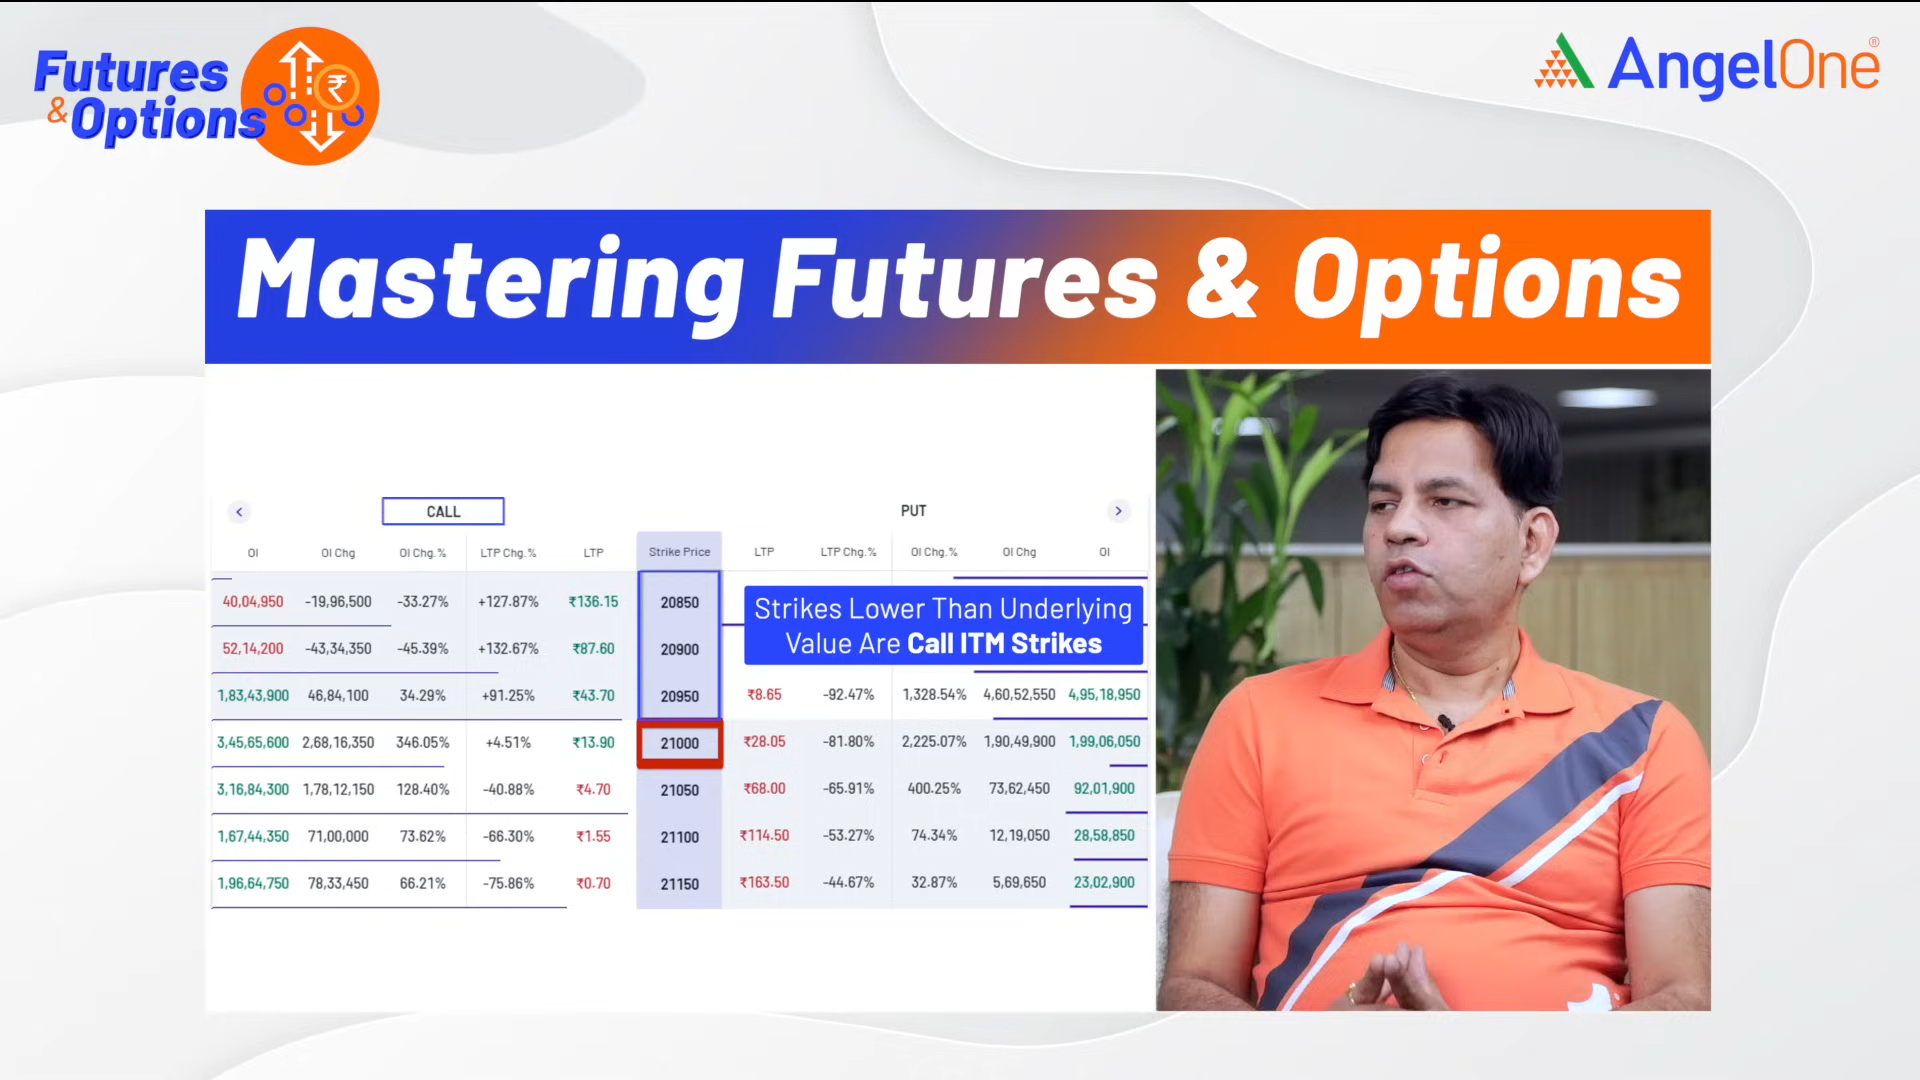 Futures
& Options
AngelOne®
Mastering Futures & Options
CALL PUT
OI OI Chg OI Chg.% LTP Chg.% LTP Strike Price LTP LTP Chg.% OI Chg.% OI Chg OI
40,04,950 -19,96,500 -33.27% +127.87% ₹136.15 20850
52,14,200 -43,34,350 -45.39% +132.67% ₹87.60 20900
Strikes Lower Than Underlying
Value Are Call ITM Strikes
1,83,43,900 46,84,100 34.29% +91.25% ₹43.70 20950 ₹8.65 -92.47% 1,328.54% 4,60,52,550 4,95,18,950
3,45,65,600 2,68,16,350 346.05% +4.51% ₹13.90 21000 ₹28.05 -81.80% 2,225.07% 1,90,49,900 1,99,06,050
3,16,84,300 1,78,12,150 128.40% -40.88% ₹4.70 21050 ₹68.00 -65.91% 400.25% 73,62,450 92,01,900
1,67,44,350 71,00,000 73.62% -66.30% ₹1.55 21100 ₹114.50 -53.27% 74.34% 12,19,050 28,58,850
1,96,64,750 78,33,450 66.21% -75.86% ₹0.70 21150 ₹163.50 -44.67% 32.87% 5,69,650 23,02,900